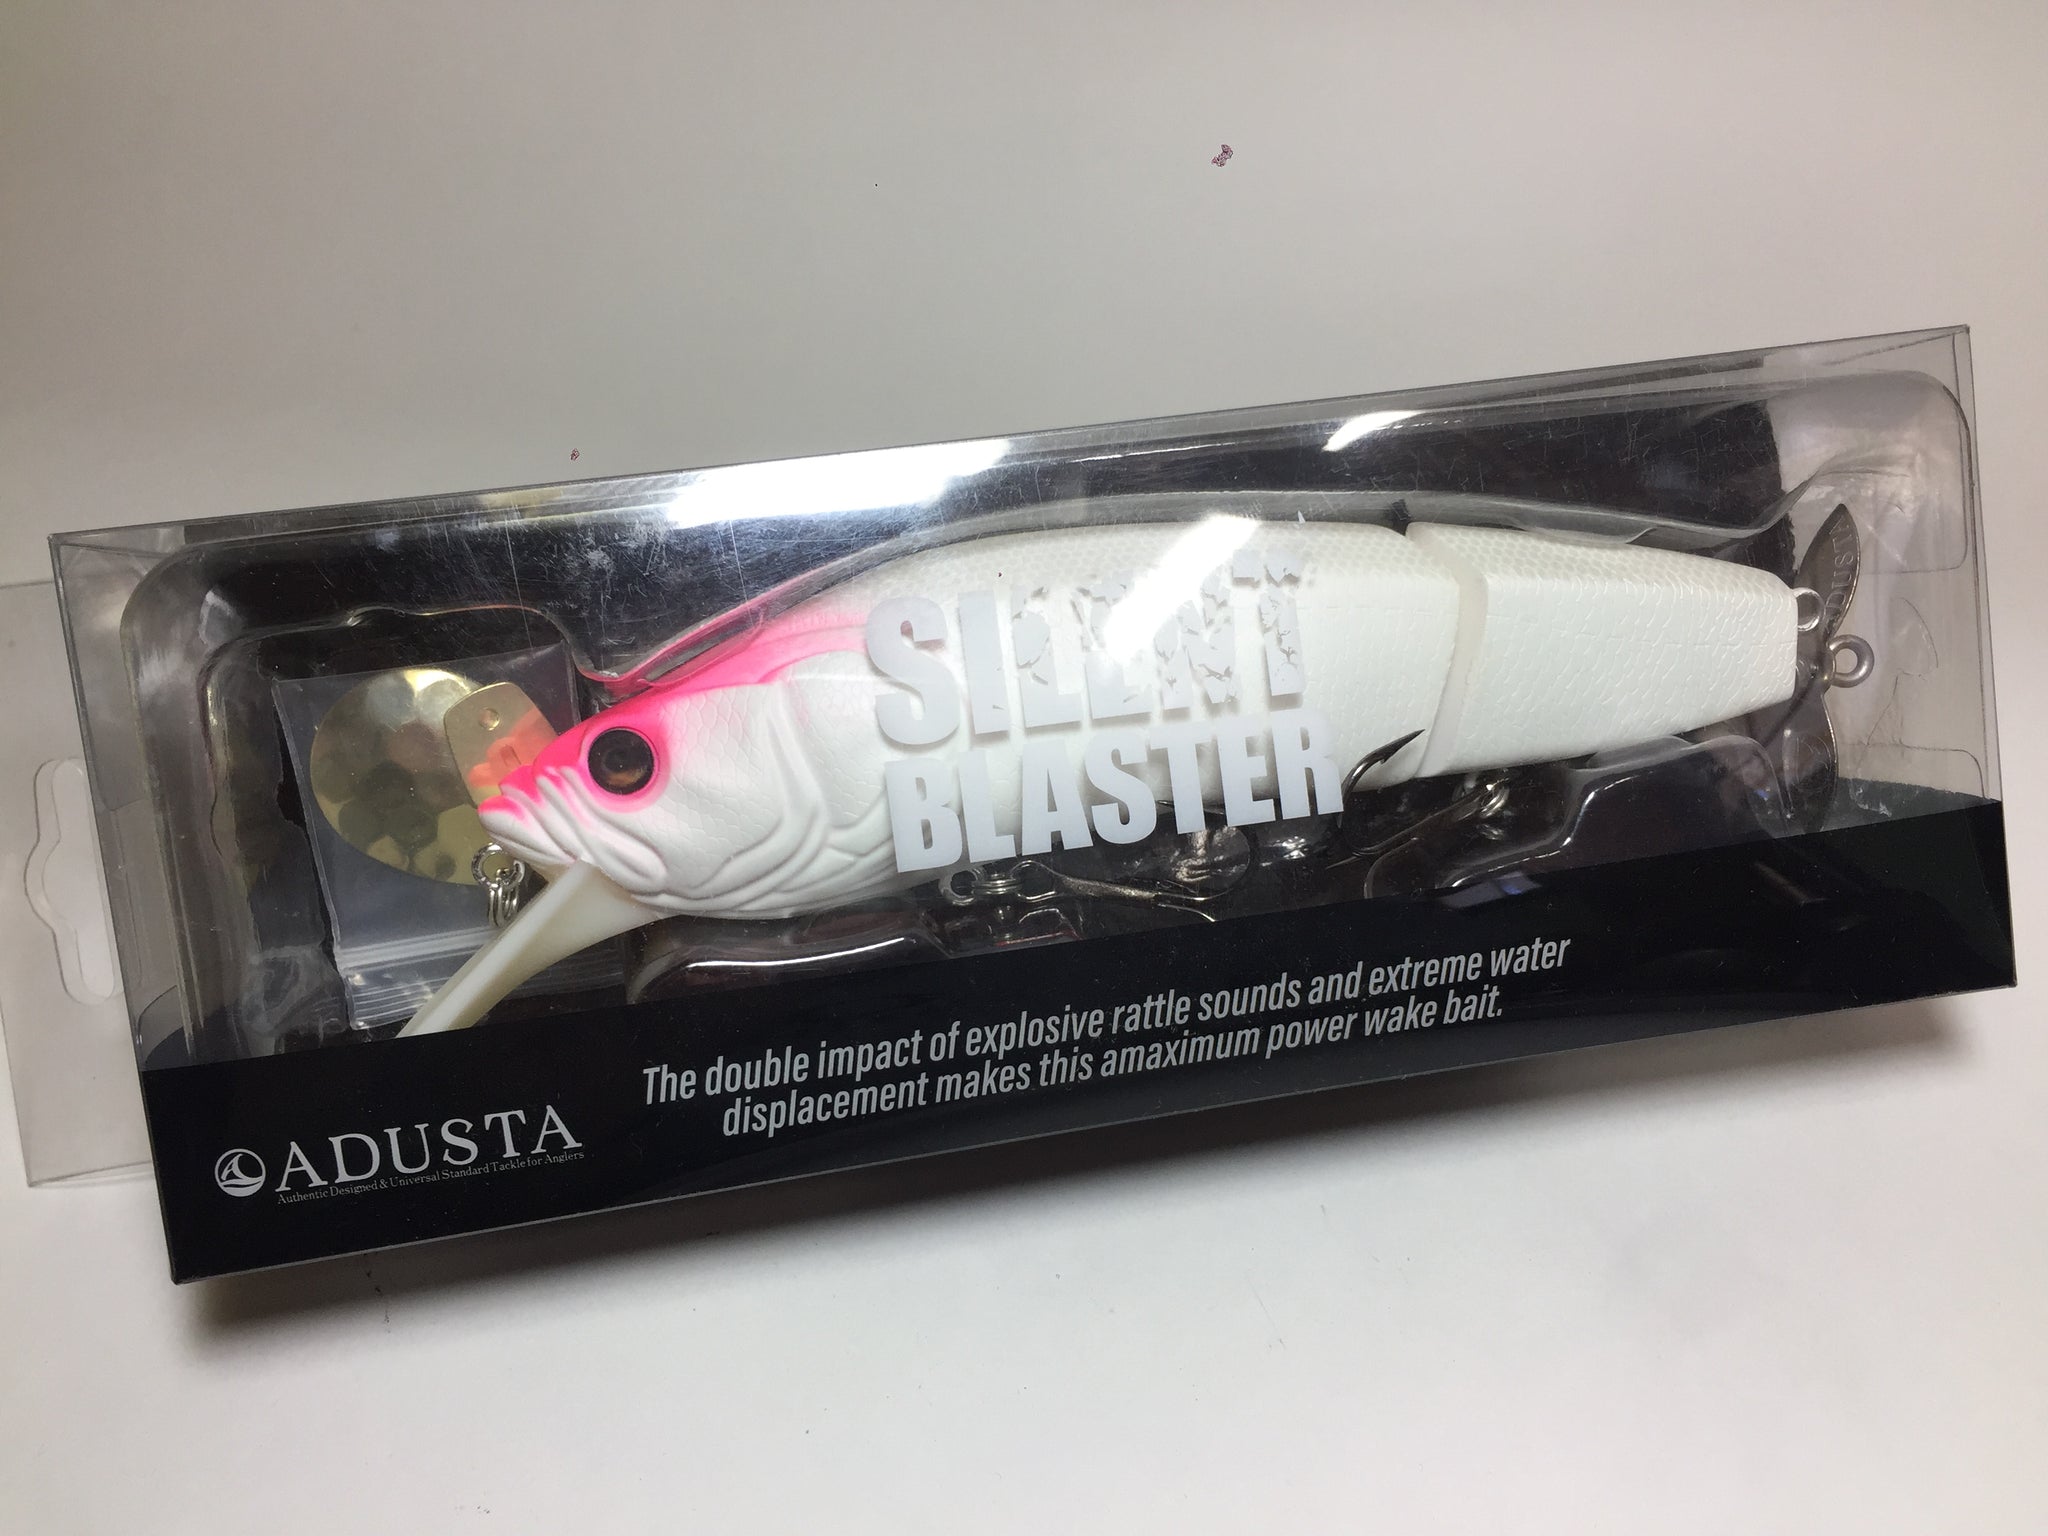 SILENT
BLASTER
The double impact of explosive rattle sounds and extreme water
displacement makes this amaximum power wake bait.
ADUSTA
Authentic Designed & Universal Standard Tackle for Anglers
ADUSTA